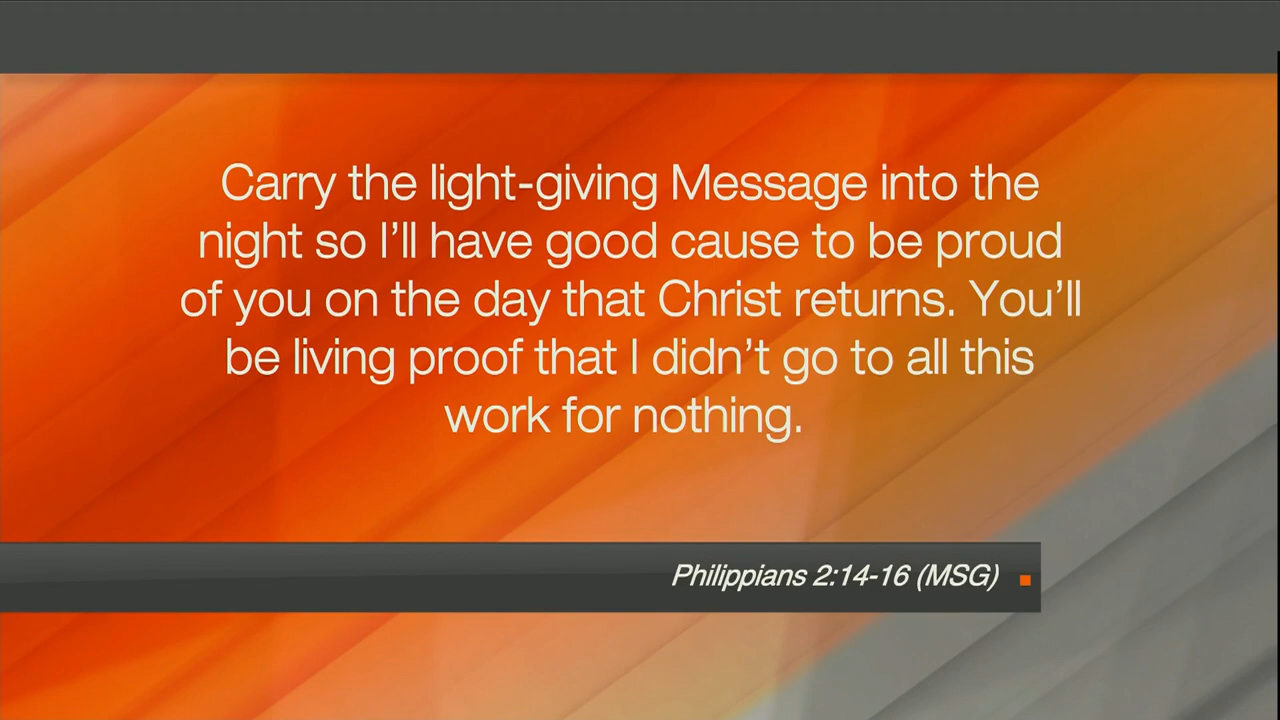 Carry the light-giving Message into the
night so I’ll have good cause to be proud
of you on the day that Christ returns. You’ll
be living proof that I didn’t go to all this
work for nothing.
Philippians 2:14-16 (MSG)